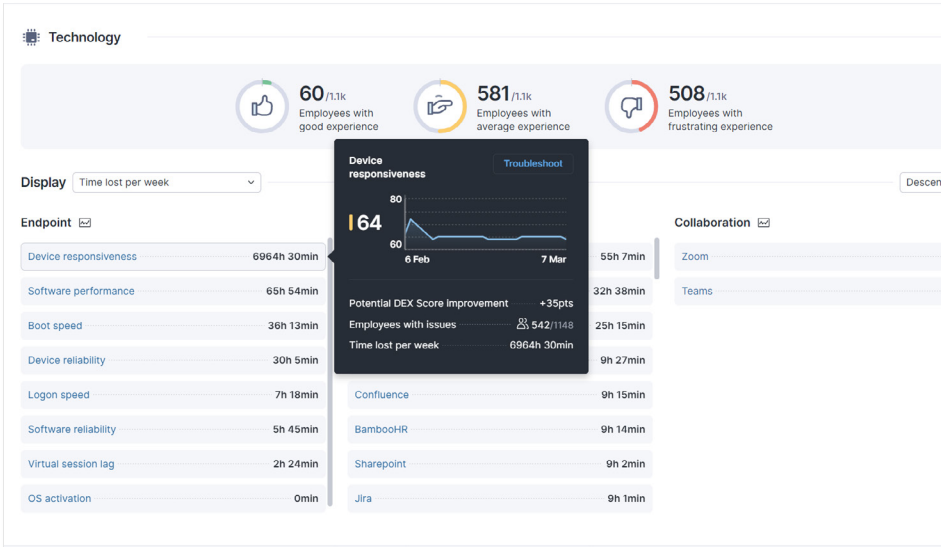 Technology
60/1.1k
Employees with
good experience
581/1.1k
Employees with
average experience
508/1.1k
Employees with
frustrating experience
Display Time lost per week
Descen
Endpoint
Device responsiveness 6964h 30min
Software performance 65h 54min
Boot speed 36h 13min
Device reliability 30h 5min
Logon speed 7h 18min
Software reliability 5h 45min
Virtual session lag 2h 24min
OS activation 0min
Device
responsiveness
Troubleshoot
64
80
60
6 Feb 7 Mar
Potential DEX Score Improvement +35pts
Employees with issues 542/1148
Time lost per week 6964h 30min
55h 7min
32h 38min
25h 15min
9h 27min
Confluence 9h 15min
BambooHR 9h 14min
Sharepoint 9h 2min
Jira 9h 1min
Collaboration
Zoom
Teams